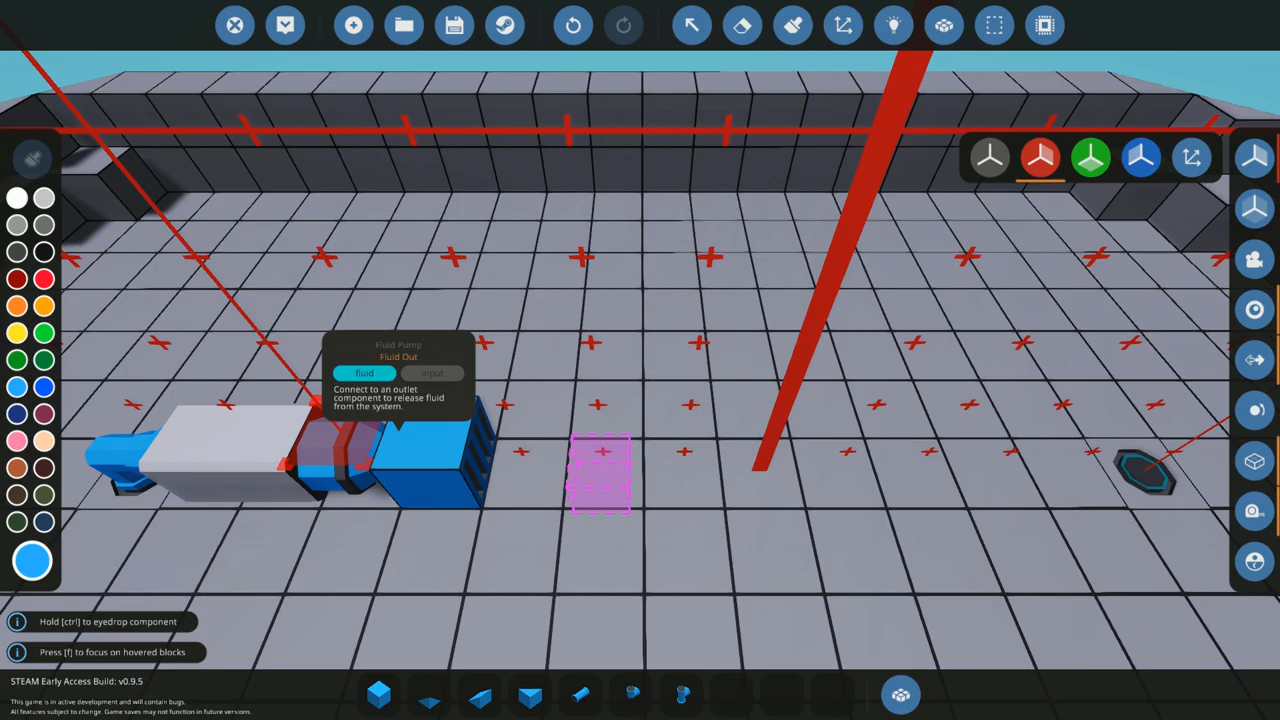 Fluid Pump
Fluid Out
fluid
input
Connect to an outlet
component to release fluid
from the system.
Hold [ctrl] to eyedrop component
Press [f] to focus on hovered blocks
STEAM Early Access Build: v0.9.5
This game is in active development and will contain bugs.
All features subject to change. Game saves may not function in future versions.